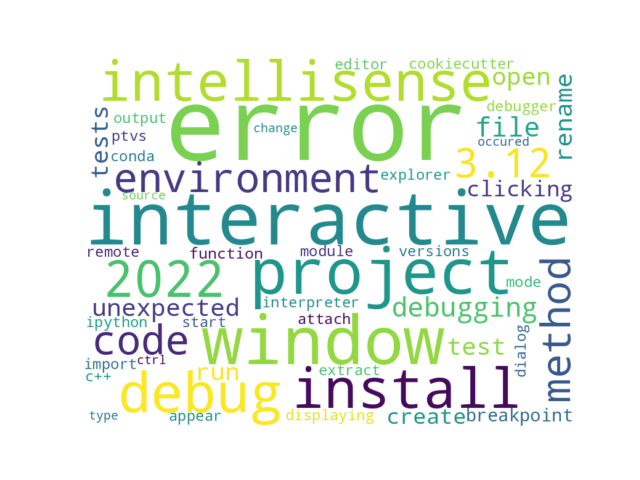 editor cookiecutter
intellisense open
error
output debugger
change file
tests ptvs occured rename
conda 3.12
environment explorer clicking
source
interactive
remote function module versions
2022 project mode
unexpected interpreter debugging
ipython start attach
code window test
import ctrl dialog method
c++ run extract
debug install
type appear displaying create breakpoint